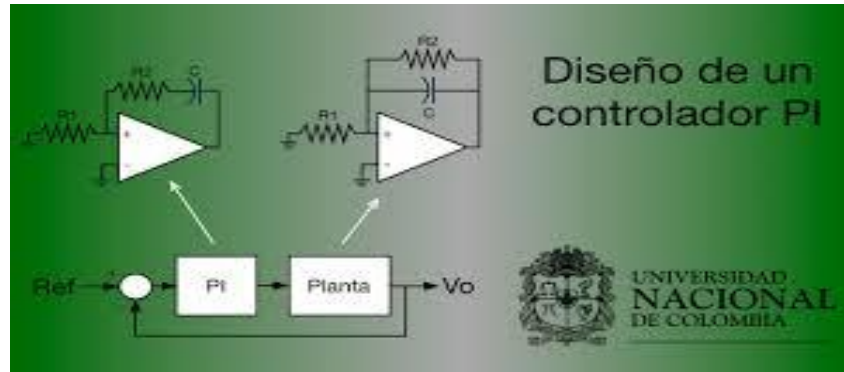 R2
C
R1
R2
R1
C
Diseño de un
controlador PI
Ref
PI
Planta
Vo
UNIVERSIDAD
NACIONAL
DE COLOMBIA